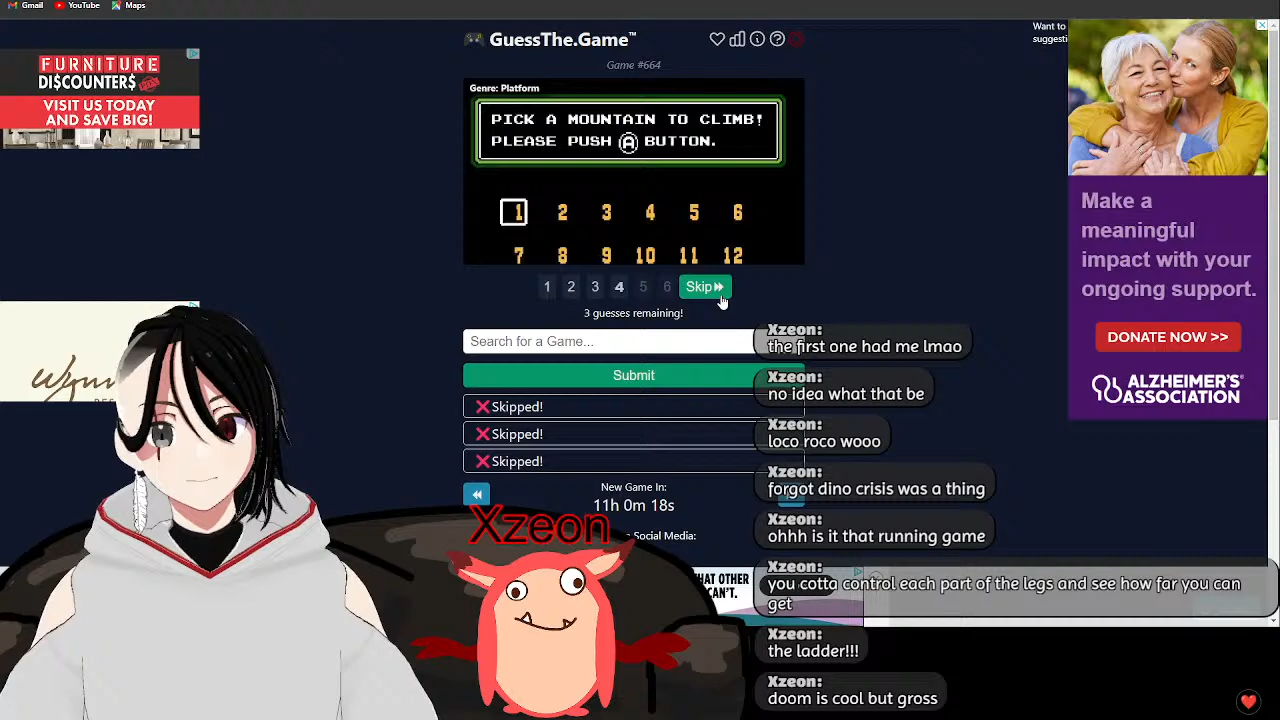 Gmail
YouTube
Maps
FURNITURE
DI$COUNTER$
VISIT US TODAY
AND SAVE BIG!
GuessThe.Game™
Game #664
Want to
suggesti
Genre: Platform
PICK A MOUNTAIN TO CLIMB!
PLEASE PUSH A BUTTON.
1 2 3 4 5 6
7 8 9 10 11 12
1 2 3 4 5 6 Skip
3 guesses remaining!
Search for a Game...
Submit
Skipped!
Skipped!
Skipped!
New Game In:
11h 0m 18s
Social Media:
Make a
meaningful
impact with your
ongoing support.
DONATE NOW >>
ALZHEIMER'S
ASSOCIATION
Wynn
Xzeon
HAT OTHER
CAN'T.
Xzeon:
the first one had me lmao
Xzeon:
no idea what that be
Xzeon:
loco roco wooo
Xzeon:
forgot dino crisis was a thing
Xzeon:
ohhh is it that running game
Xzeon:
you cotta control each part of the legs and see how far you can
get
Xzeon:
the ladder!!!
Xzeon:
doom is cool but gross